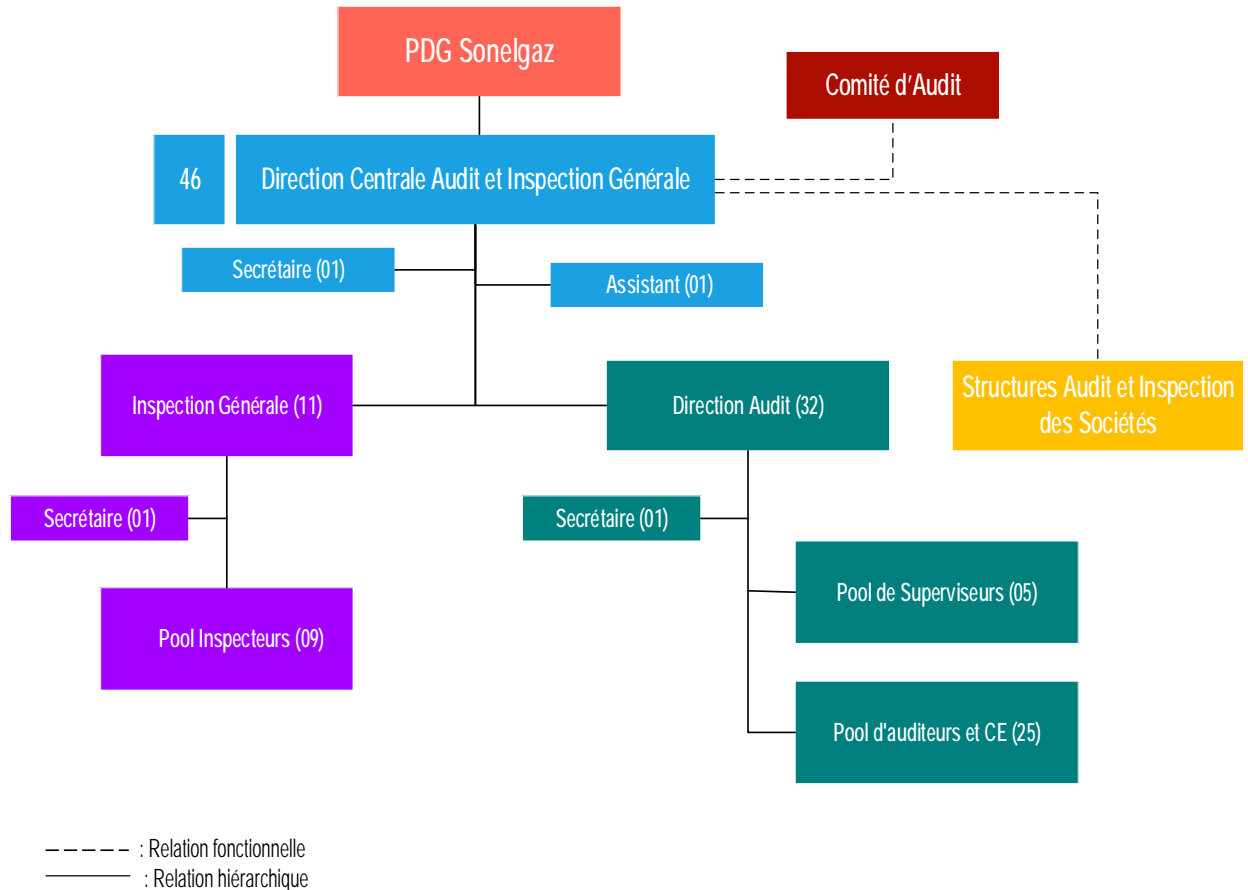 PDG Sonelgaz
Comité d'Audit
46
Direction Centrale Audit et Inspection Générale
Secrétaire (01)
Assistant (01)
Inspection Générale (11)
Direction Audit (32)
Structures Audit et Inspection
des Sociétés
Secrétaire (01)
Secrétaire (01)
Pool de Superviseurs (05)
Pool Inspecteurs (09)
Pool d'auditeurs et CE (25)
: Relation fonctionnelle
: Relation hiérarchique